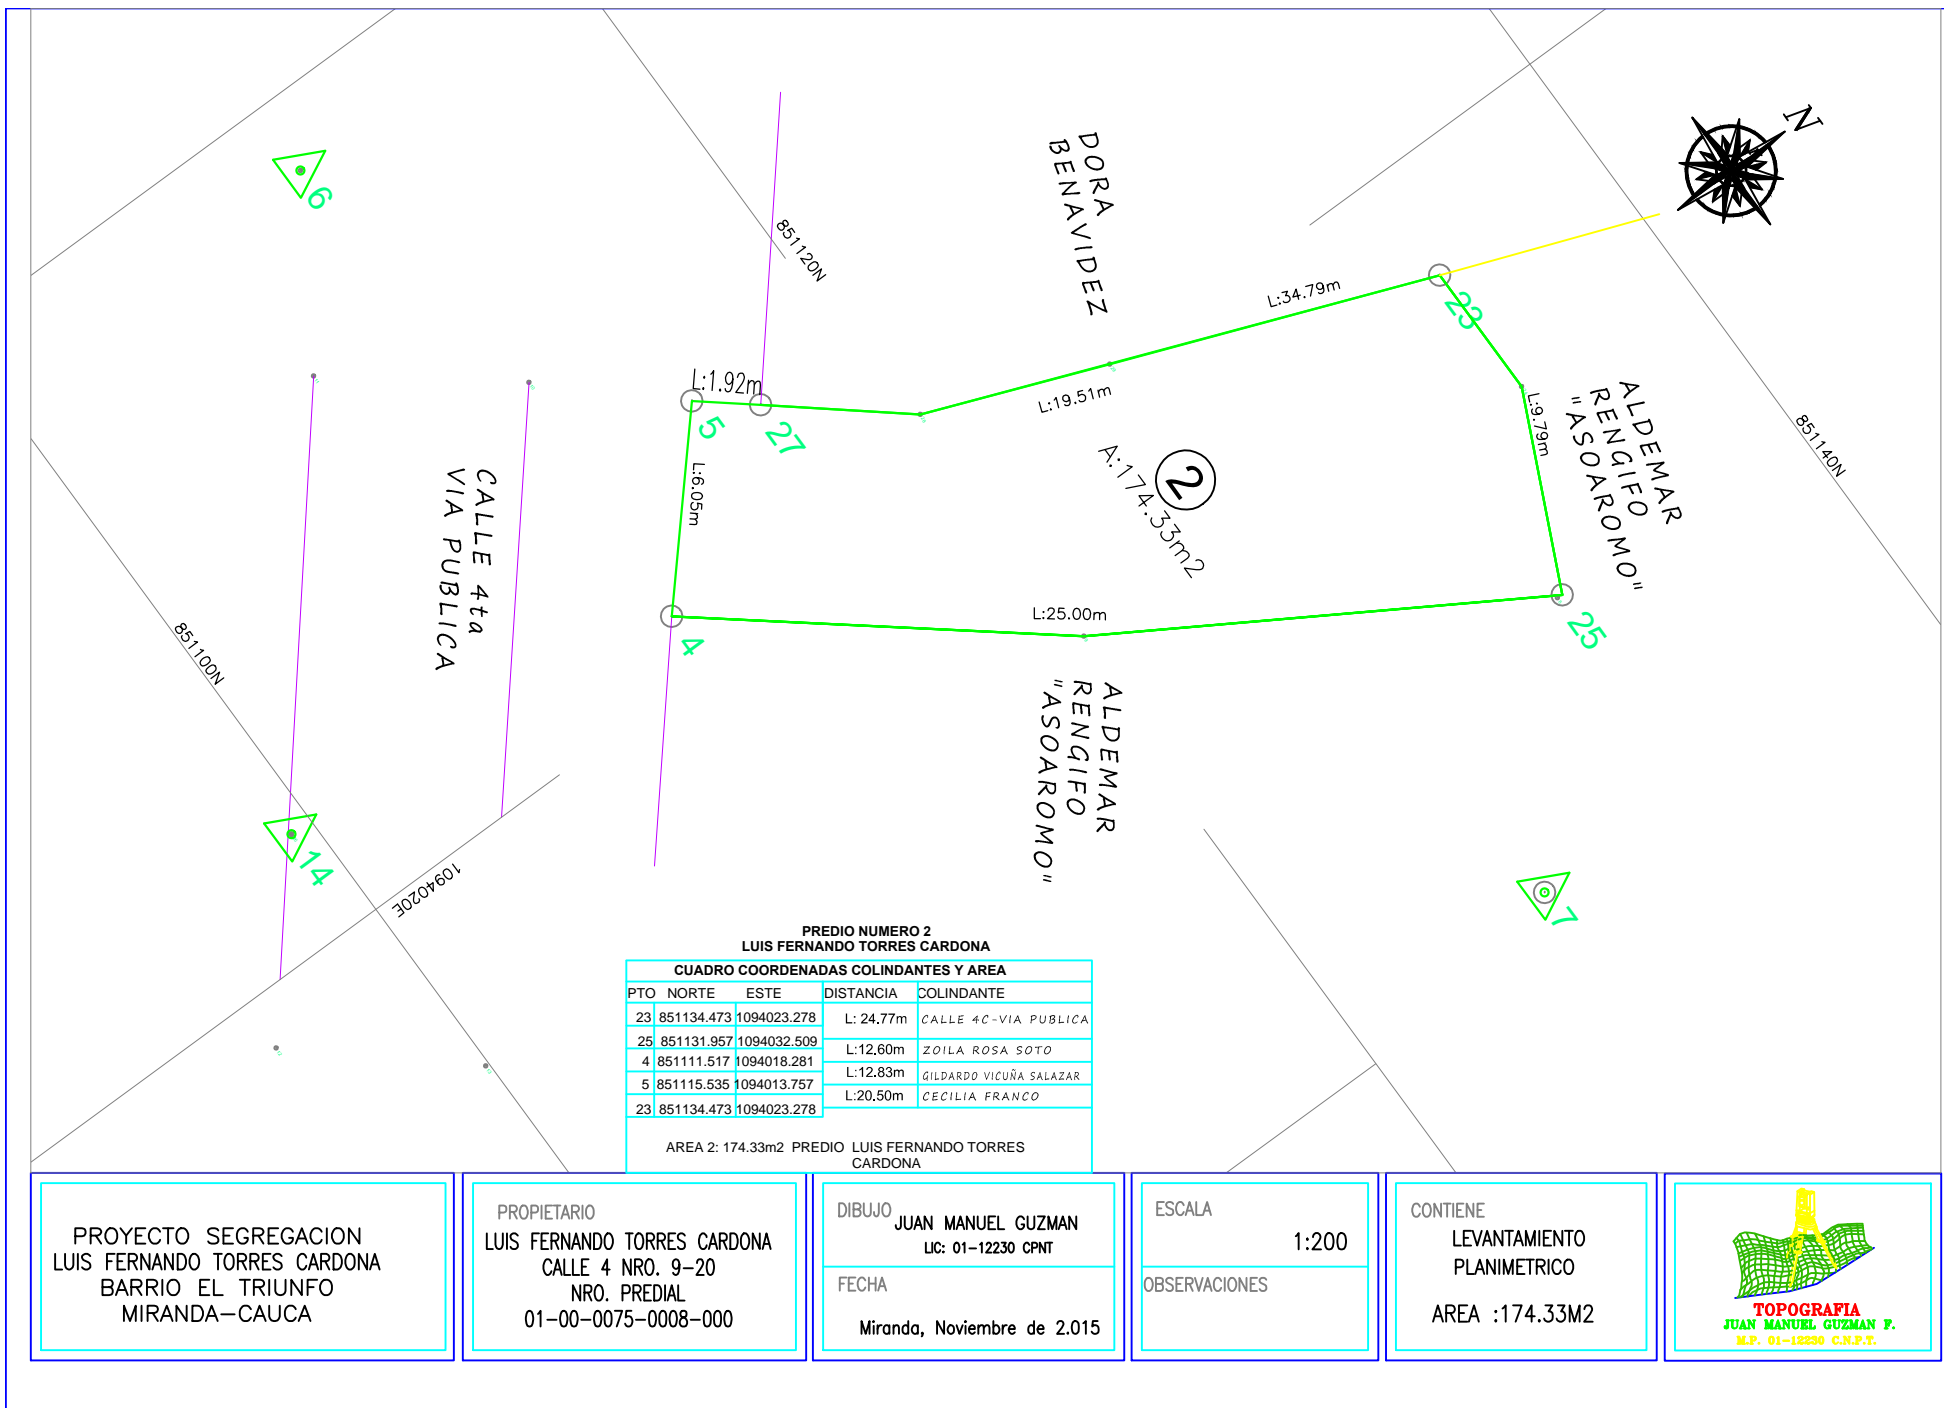 6
DORA
BENAVIDEZ
N
851120N
L:34.79m
23
L:1.92m
5
27
L:19.51m
L:9.79m
ALDEMAR
RENGIFO
"ASOAROMO"
851140N
2
A:174.33m2
L:6.05m
CALLE 4ta
VIA PUBLICA
4
L:25.00m
25
851100N
ALDEMAR
RENGIFO
"ASOAROMO"
14
1094020E
7
PREDIO NUMERO 2
LUIS FERNANDO TORRES CARDONA
CUADRO COORDENADAS COLINDANTES Y AREA
PTO NORTE ESTE DISTANCIA COLINDANTE
23 851134.473 1094023.278 L: 24.77m CALLE 4C-VIA PUBLICA
25 851131.957 1094032.509 L:12.60m ZOILA ROSA SOTO
4 851111.517 1094018.281 L:12.83m GILDARDO VICUÑA SALAZAR
5 851115.535 1094013.757 L:20.50m CECILIA FRANCO
23 851134.473 1094023.278
AREA 2: 174.33m2 PREDIO LUIS FERNANDO TORRES
CARDONA
PROYECTO SEGREGACION
LUIS FERNANDO TORRES CARDONA
BARRIO EL TRIUNFO
MIRANDA-CAUCA
PROPIETARIO
LUIS FERNANDO TORRES CARDONA
CALLE 4 NRO. 9-20
NRO. PREDIAL
01-00-0075-0008-000
DIBUJO
JUAN MANUEL GUZMAN
LIC: 01-12230 CPNT
FECHA
Miranda, Noviembre de 2.015
ESCALA
1:200
OBSERVACIONES
CONTIENE
LEVANTAMIENTO
PLANIMETRICO
AREA :174.33M2
TOPOGRAFIA
JUAN MANUEL GUZMAN F.
M.P. 01-12230 C.N.P.T.